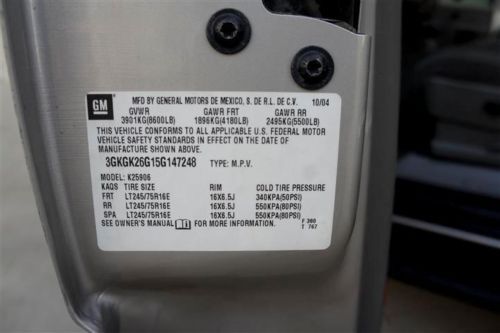 GM
MFD BY GENERAL MOTORS DE MEXICO, S. DE R.L. DE C.V. 10/04
GVWR GAWR FRT GAWR RR
3901KG(8600LB) 1896KG(4180LB) 2495KG(5500LB)
THIS VEHICLE CONFORMS TO ALL APPLICABLE U.S. FEDERAL MOTOR
VEHICLE SAFETY STANDARDS IN EFFECT ON THE DATE OF
MANUFACTURE SHOWN ABOVE.
3GKGK26G15G147248 TYPE: M.P.V.
MODEL: K25906
KAQS TIRE SIZE RIM COLD TIRE PRESSURE
FRT LT245/75R16E 16X6.5J 340KPA(50PSI)
RR LT245/75R16E 16X6.5J 550KPA(80PSI)
SPA LT245/75R16E 16X6.5J 550KPA(80PSI)
SEE OWNER'S MANUAL FOR MORE INFORMATION. F 380
T 767